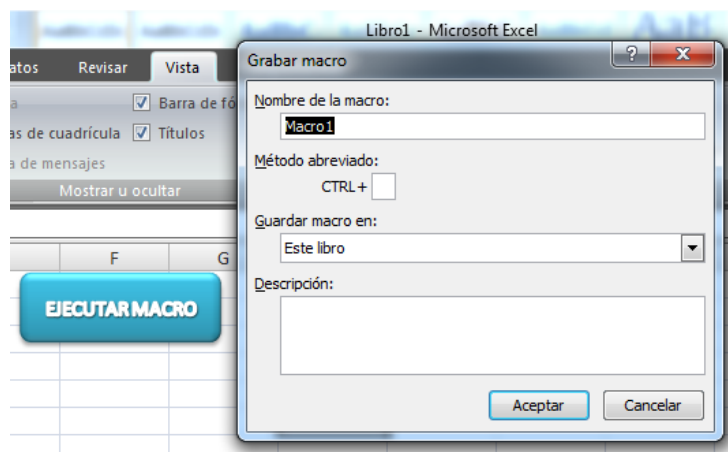 Libro1 - Microsoft Excel
atos Revisar Vista
Grabar macro
? X
a Barra de fó
as de cuadrícula Títulos
a de mensajes
Mostrar u ocultar
Nombre de la macro:
Macro1
Método abreviado:
CTRL+
Guardar macro en:
Este libro
Descripción:
Aceptar Cancelar
F G
EJECUTAR MACRO